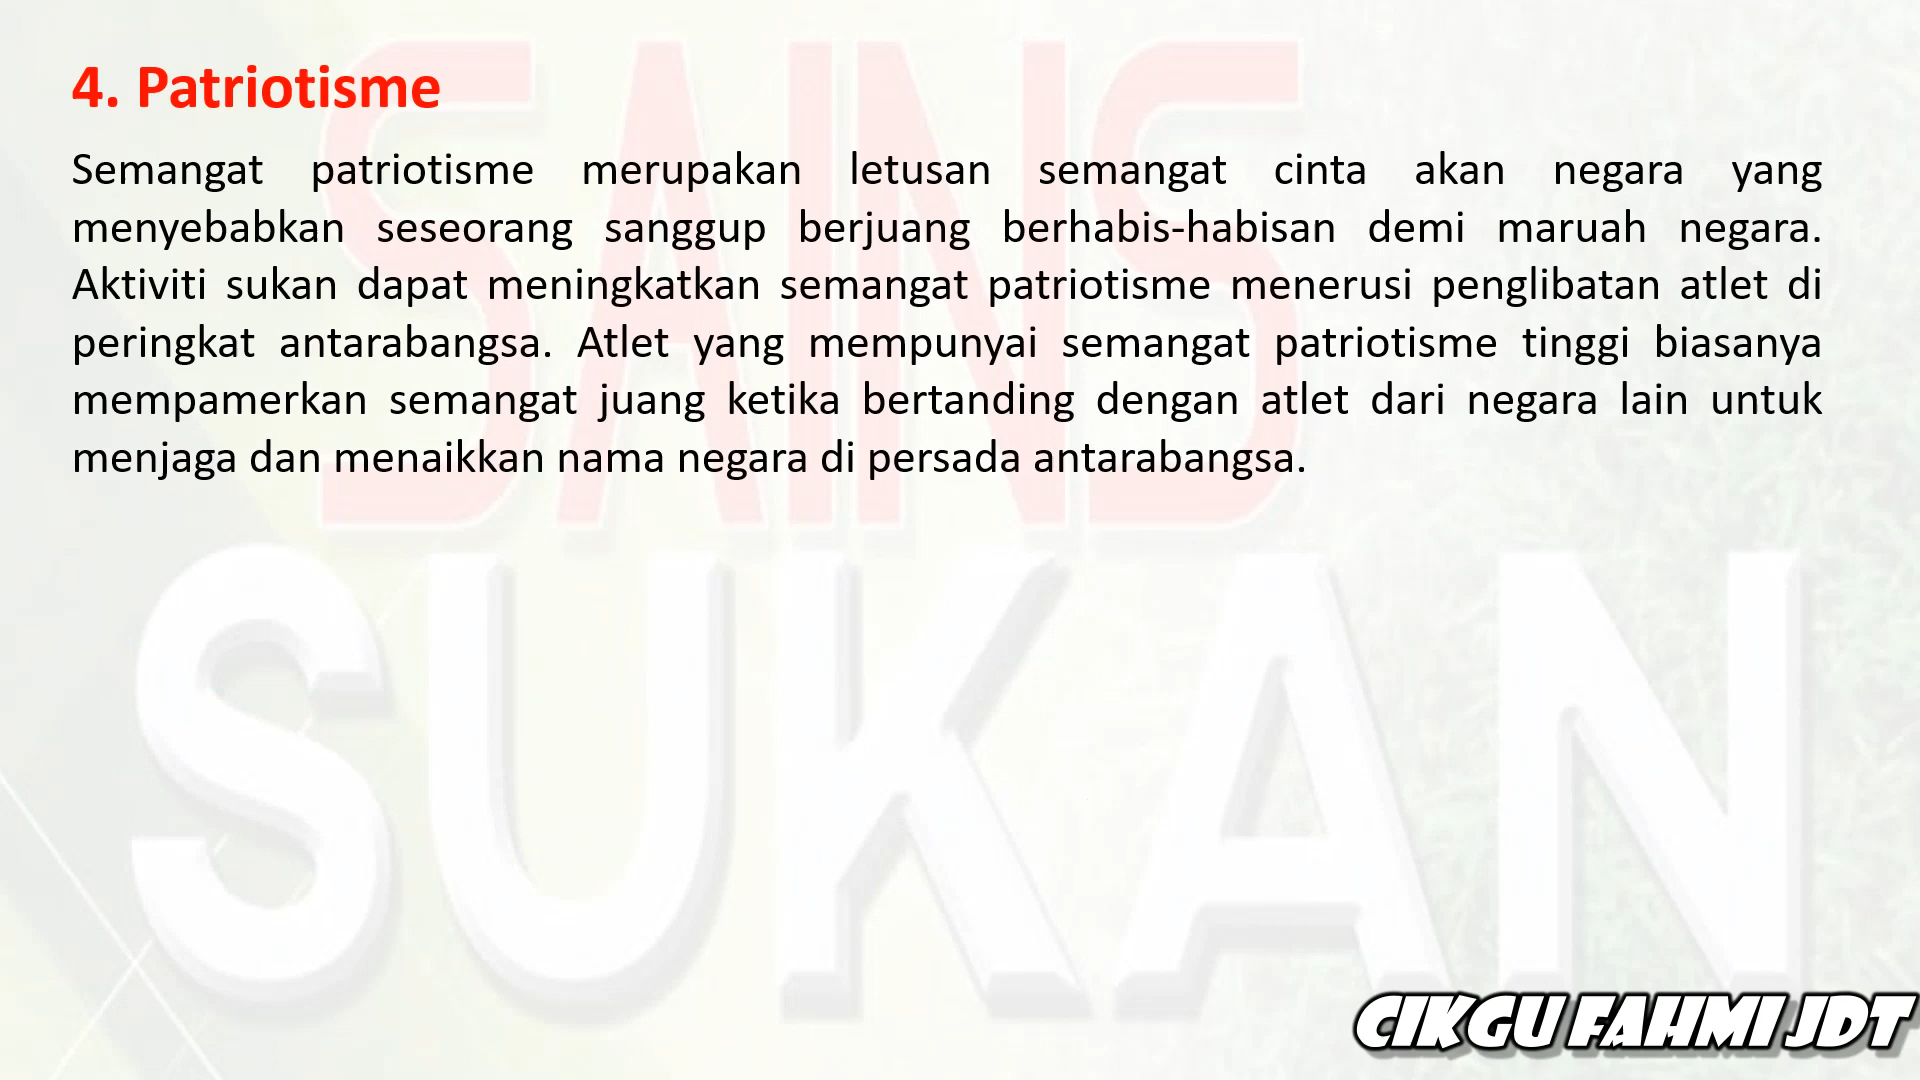 4. Patriotisme
Semangat patriotisme merupakan letusan semangat cinta akan negara yang
menyebabkan seseorang sanggup berjuang berhabis-habisan demi maruah negara.
Aktiviti sukan dapat meningkatkan semangat patriotisme menerusi penglibatan atlet di
peringkat antarabangsa. Atlet yang mempunyai semangat patriotisme tinggi biasanya
mempamerkan semangat juang ketika bertanding dengan atlet dari negara lain untuk
menjaga dan menaikkan nama negara di persada antarabangsa.
SAINS
SUKAN
CIKGU FAHMI JDT